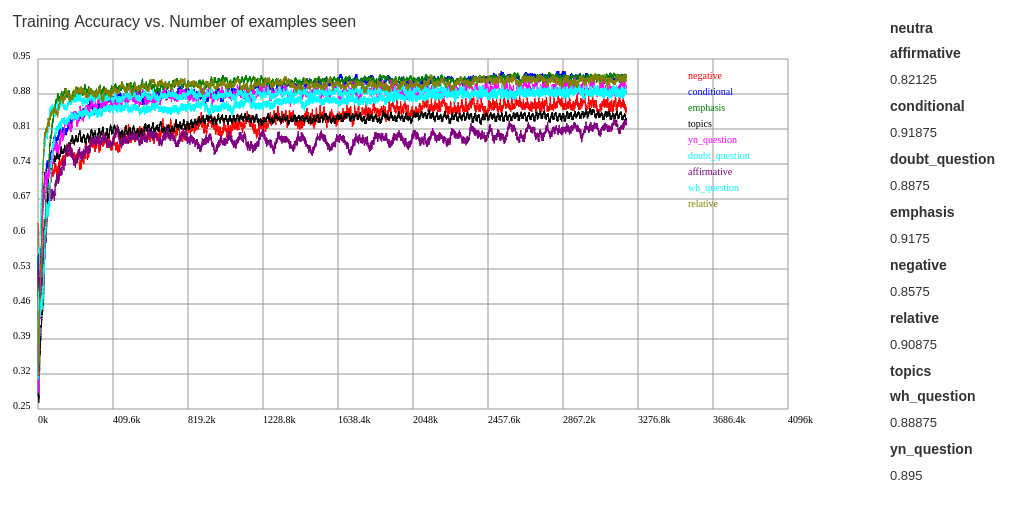 Training Accuracy vs. Number of examples seen
0.95
0.88
0.81
0.74
0.67
0.6
0.53
0.46
0.39
0.32
0.25
0k 409.6k 819.2k 1228.8k 1638.4k 2048k 2457.6k 2867.2k 3276.8k 3686.4k 4096k
negative
conditional
emphasis
topics
yn_question
doubt_question
affirmative
wh_question
relative
neutra
affirmative
0.82125
conditional
0.91875
doubt_question
0.8875
emphasis
0.9175
negative
0.8575
relative
0.90875
topics
wh_question
0.88875
yn_question
0.895